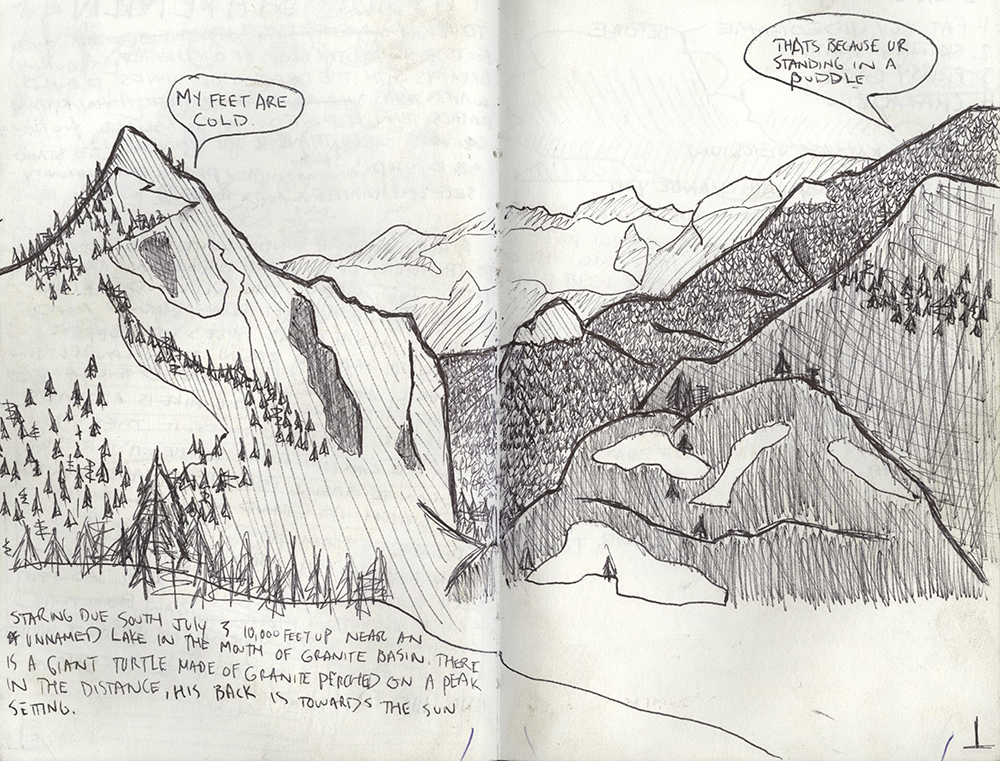 MY FEET ARE
COLD.
THATS BECAUSE UR
STANDING IN A
PUDDLE
STARING DUE SOUTH JULY 3 10,000 FEET UP NEAR AN
UNNAMED LAKE IN THE MOUTH OF GRANITE BASIN. THERE
IS A GIANT TURTLE MADE OF GRANITE PERCHED ON A PEAK
IN THE DISTANCE, HIS BACK IS TOWARDS THE SUN
SETTING.
1